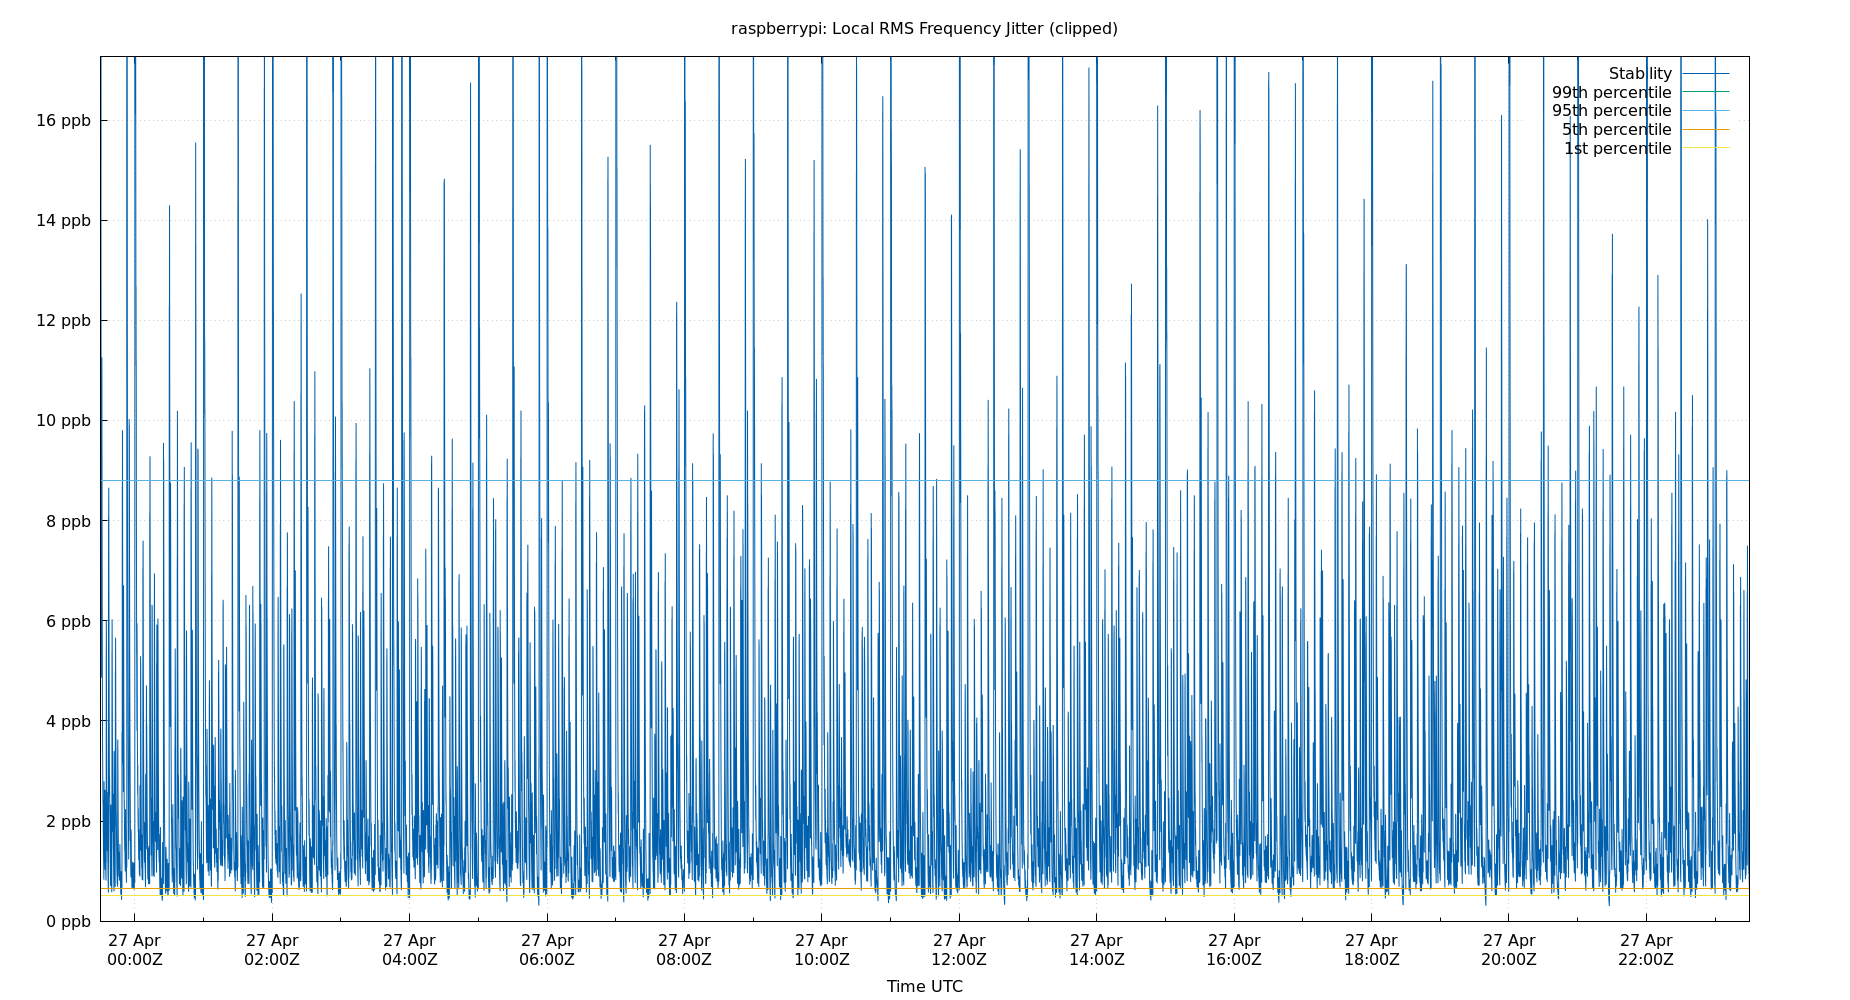 raspberrypi: Local RMS Frequency Jitter (clipped)
Stability
99th percentile
95th percentile
5th percentile
1st percentile
16 ppb
14 ppb
12 ppb
10 ppb
8 ppb
6 ppb
4 ppb
2 ppb
0 ppb
27 Apr 27 Apr 27 Apr 27 Apr 27 Apr 27 Apr 27 Apr 27 Apr 27 Apr 27 Apr 27 Apr 27 Apr
00:00Z 02:00Z 04:00Z 06:00Z 08:00Z 10:00Z 12:00Z 14:00Z 16:00Z 18:00Z 20:00Z 22:00Z
Time UTC